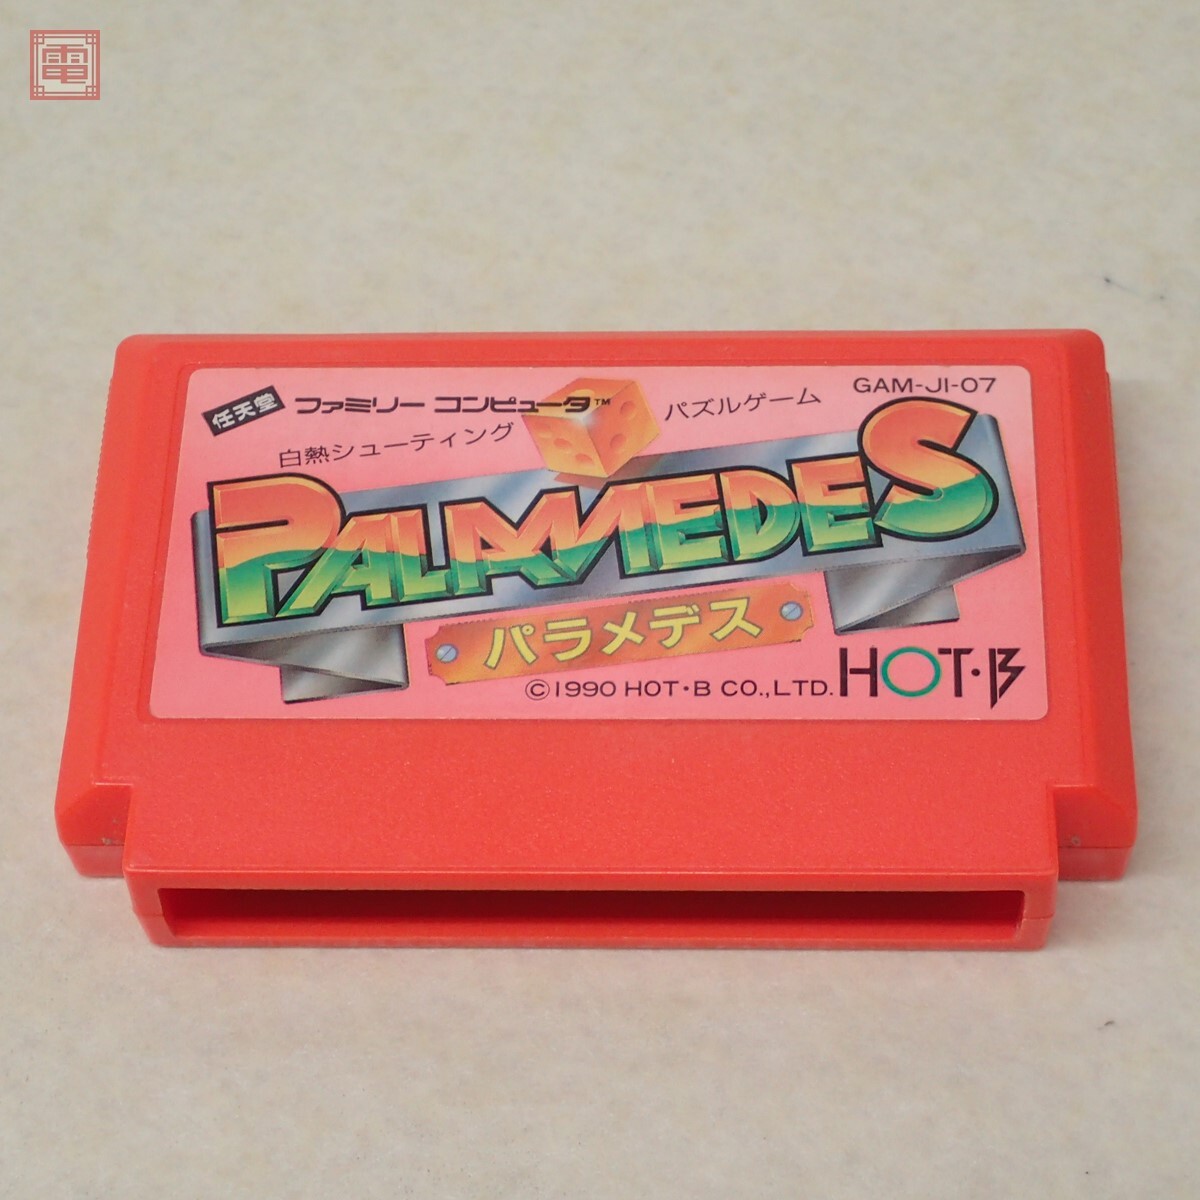 電
任天堂 ファミリー コンピュータ™
GAM-JI-07
白熱シューティング パズルゲーム
PALAMEDES
パラメデス
©1990 HOT・B CO.,LTD. HOT・B